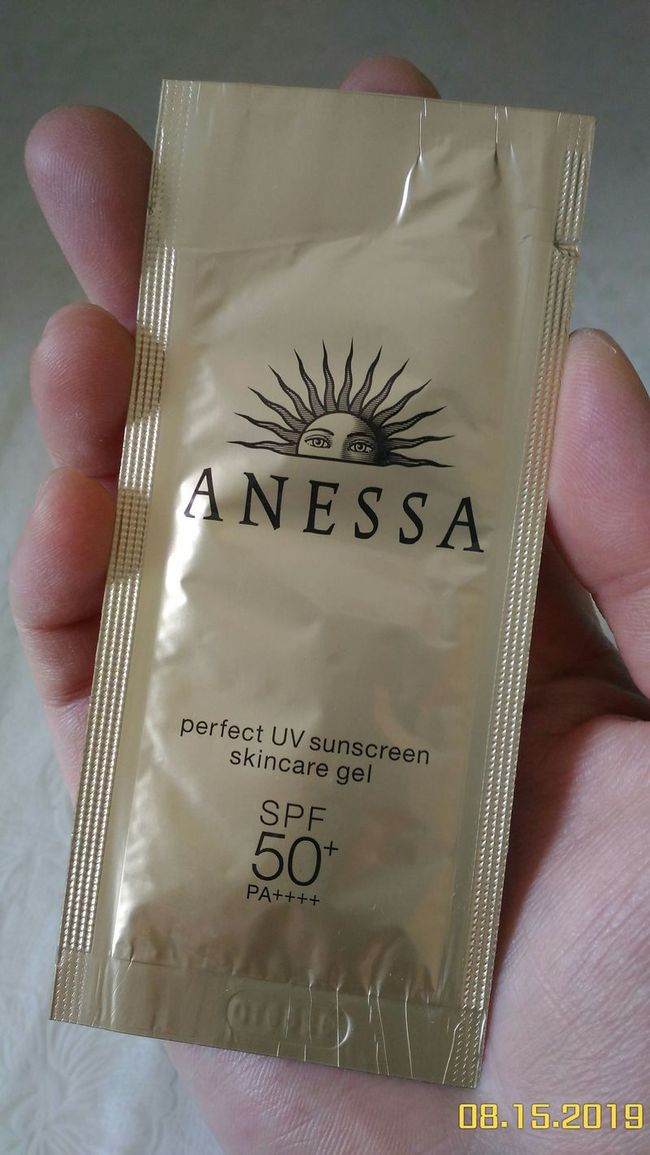 ANESSA
perfect UV sunscreen
skincare gel
SPF
50+
PA++++
08.15.2019